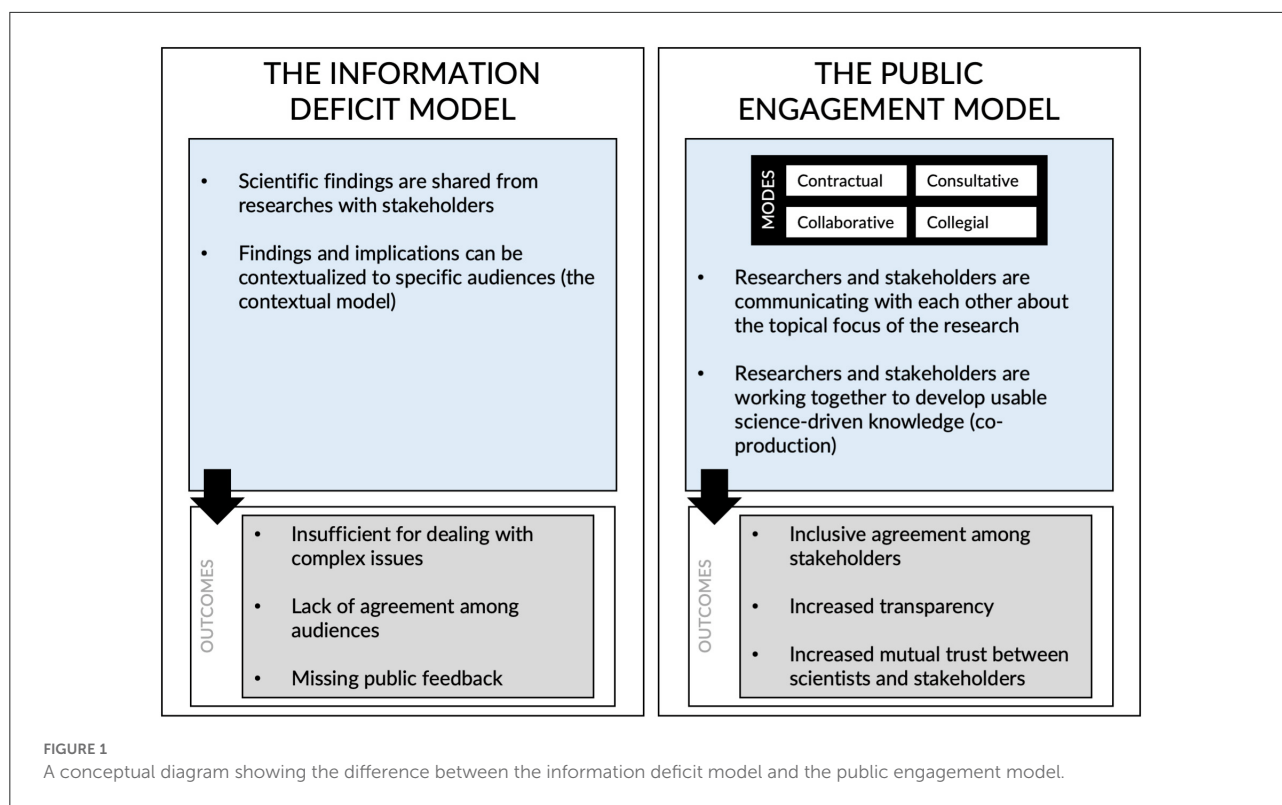 THE INFORMATION
DEFICIT MODEL
• Scientific findings are shared from
researches with stakeholders
• Findings and implications can be
contextualized to specific audiences (the
contextual model)
OUTCOMES
• Insufficient for dealing with
complex issues
• Lack of agreement among
audiences
• Missing public feedback
THE PUBLIC
ENGAGEMENT MODEL
MODES
Contractual Consultative
Collaborative Collegial
• Researchers and stakeholders are
communicating with each other about
the topical focus of the research
• Researchers and stakeholders are
working together to develop usable
science-driven knowledge (co-
production)
OUTCOMES
• Inclusive agreement among
stakeholders
• Increased transparency
• Increased mutual trust between
scientists and stakeholders
FIGURE 1
A conceptual diagram showing the difference between the information deficit model and the public engagement model.